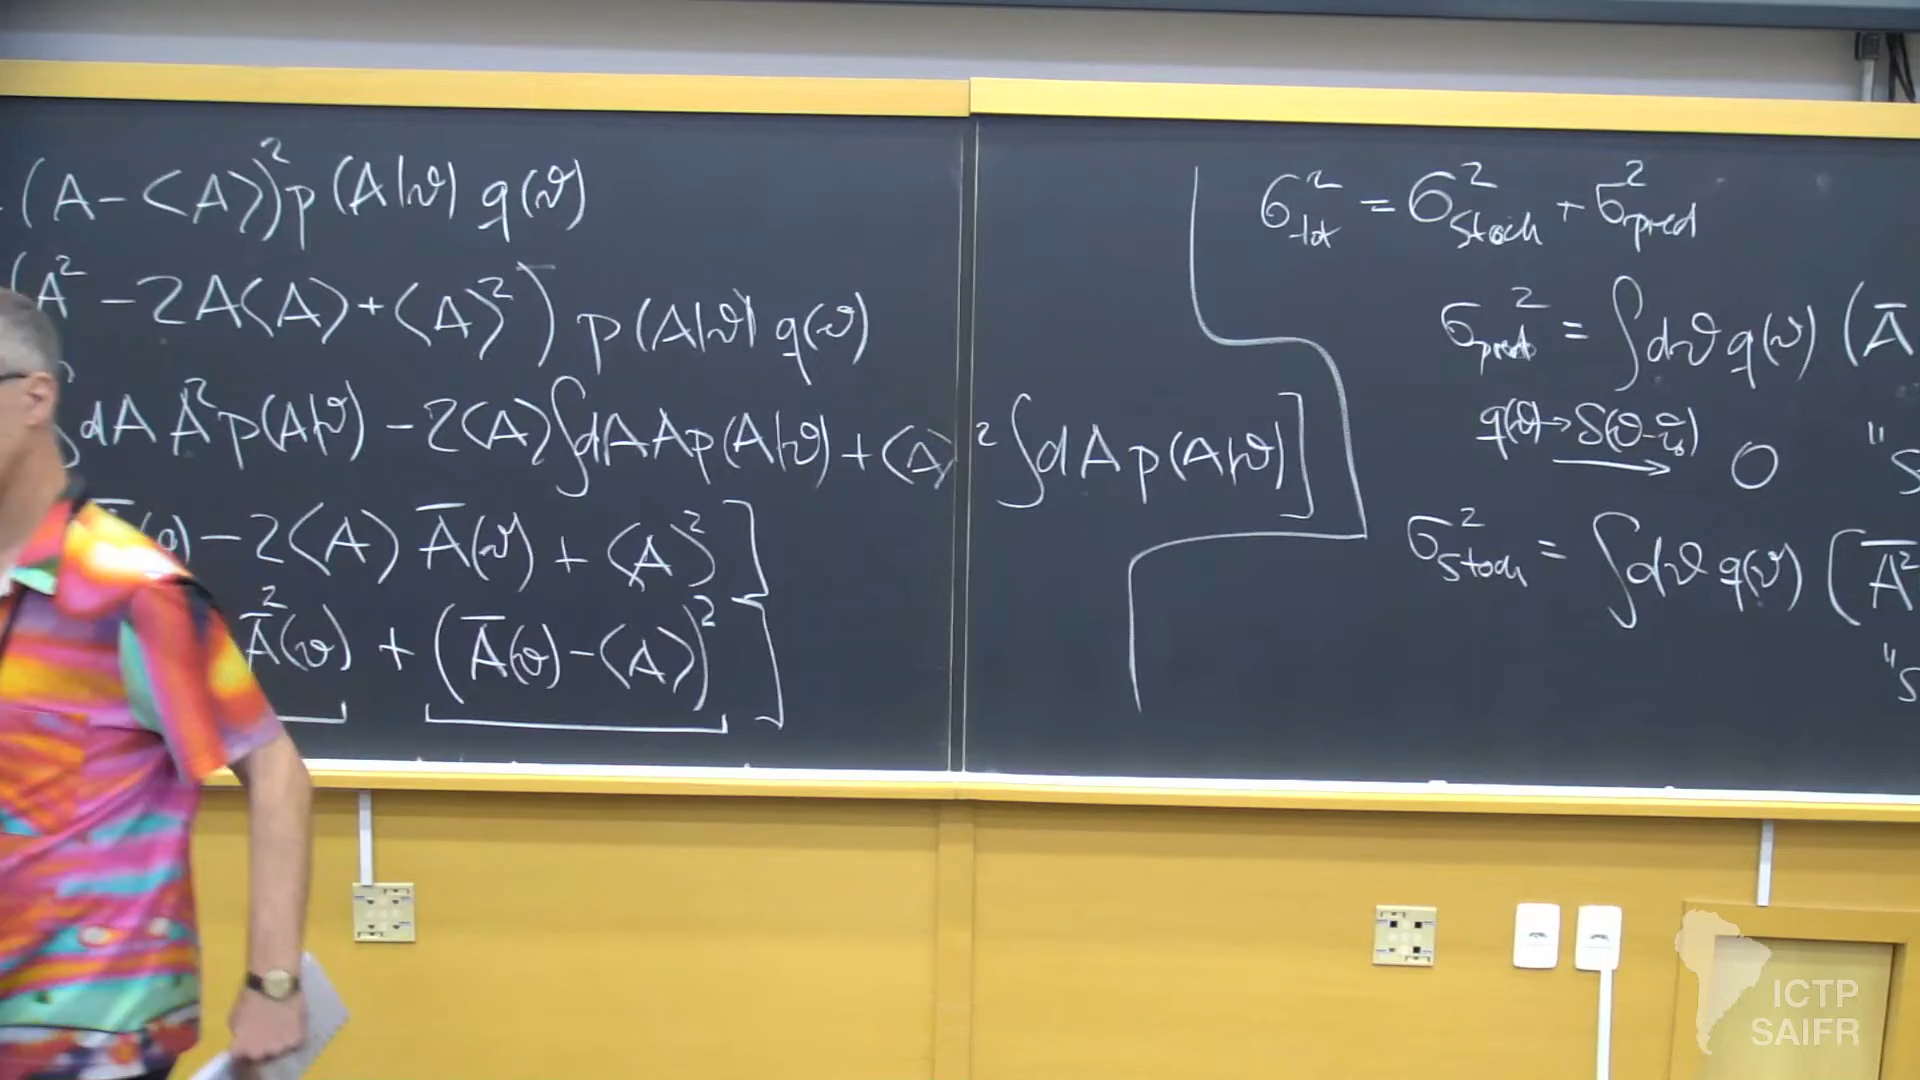 (A-⟨A⟩)² p(A|ϑ) q(ϑ)
(A² - 2A⟨A⟩ + ⟨A⟩²) p(A|ϑ) q(ϑ)
∫dA A² p(A|ϑ) - 2⟨A⟩ ∫dA A p(A|ϑ) + ⟨A⟩² ∫dA p(A|ϑ)]
- 2⟨A⟩ Ā(ϑ) + ⟨A⟩²]
Ā²(ϑ) + (Ā(ϑ) - ⟨A⟩)²]
σ²tot = σ²stoch + σ²pred
σ²pred = ∫dϑ q(ϑ) (Ā
q(ϑ) → δ(ϑ-ϑ₀) → 0 "S
σ²stoch = ∫dϑ q(ϑ) (A̅²
"S
ICTP
SAIFR